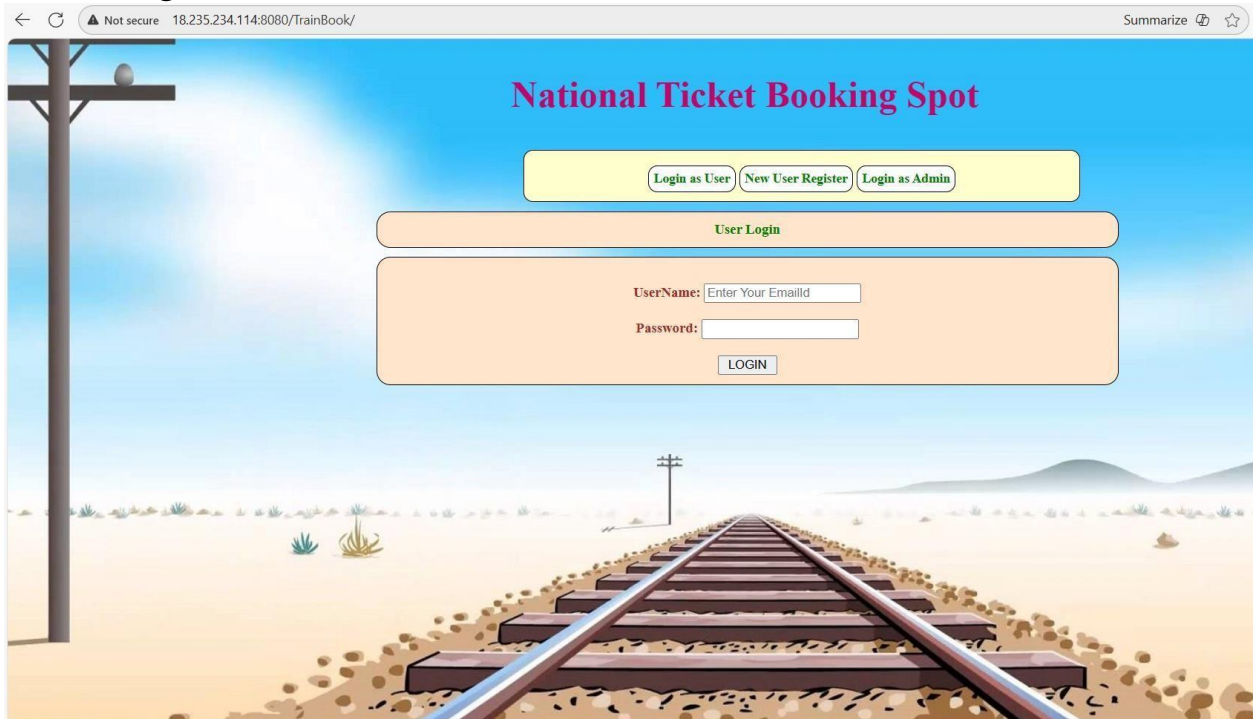 Not secure 18.235.234.114:8080/TrainBook/ Summarize
National Ticket Booking Spot
Login as User New User Register Login as Admin
User Login
UserName: Enter Your EmailId
Password:
LOGIN